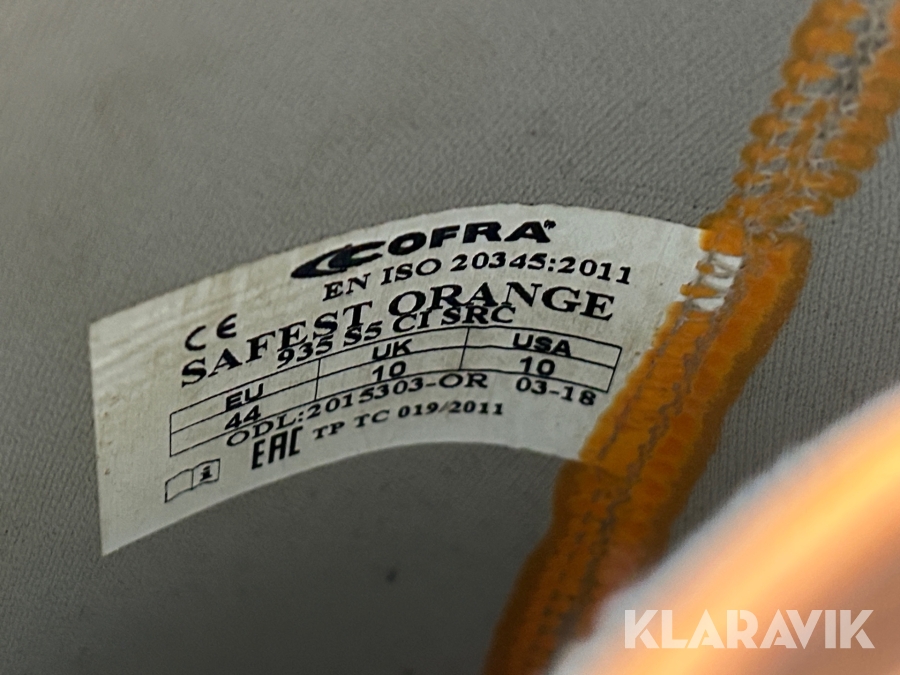 COFRA
EN ISO 20345:2011
CE
SAFEST ORANGE
935 S5 CI SRC
EU UK USA
44 10 10
ODL:2015303-OR 03-18
EAC TP TC 019/2011
i
KLARAVIK